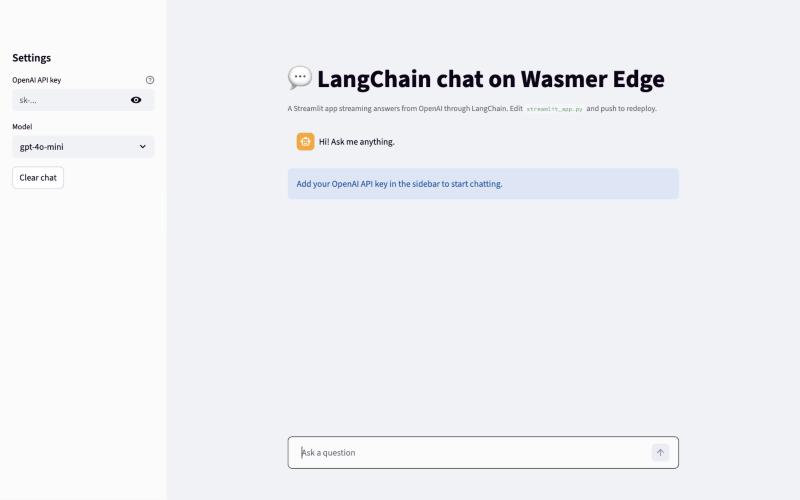 Settings
OpenAI API key
sk-...
Model
gpt-4o-mini
Clear chat
LangChain chat on Wasmer Edge
A Streamlit app streaming answers from OpenAI through LangChain. Edit streamlit_app.py and push to redeploy.
Hi! Ask me anything.
Add your OpenAI API key in the sidebar to start chatting.
Ask a question